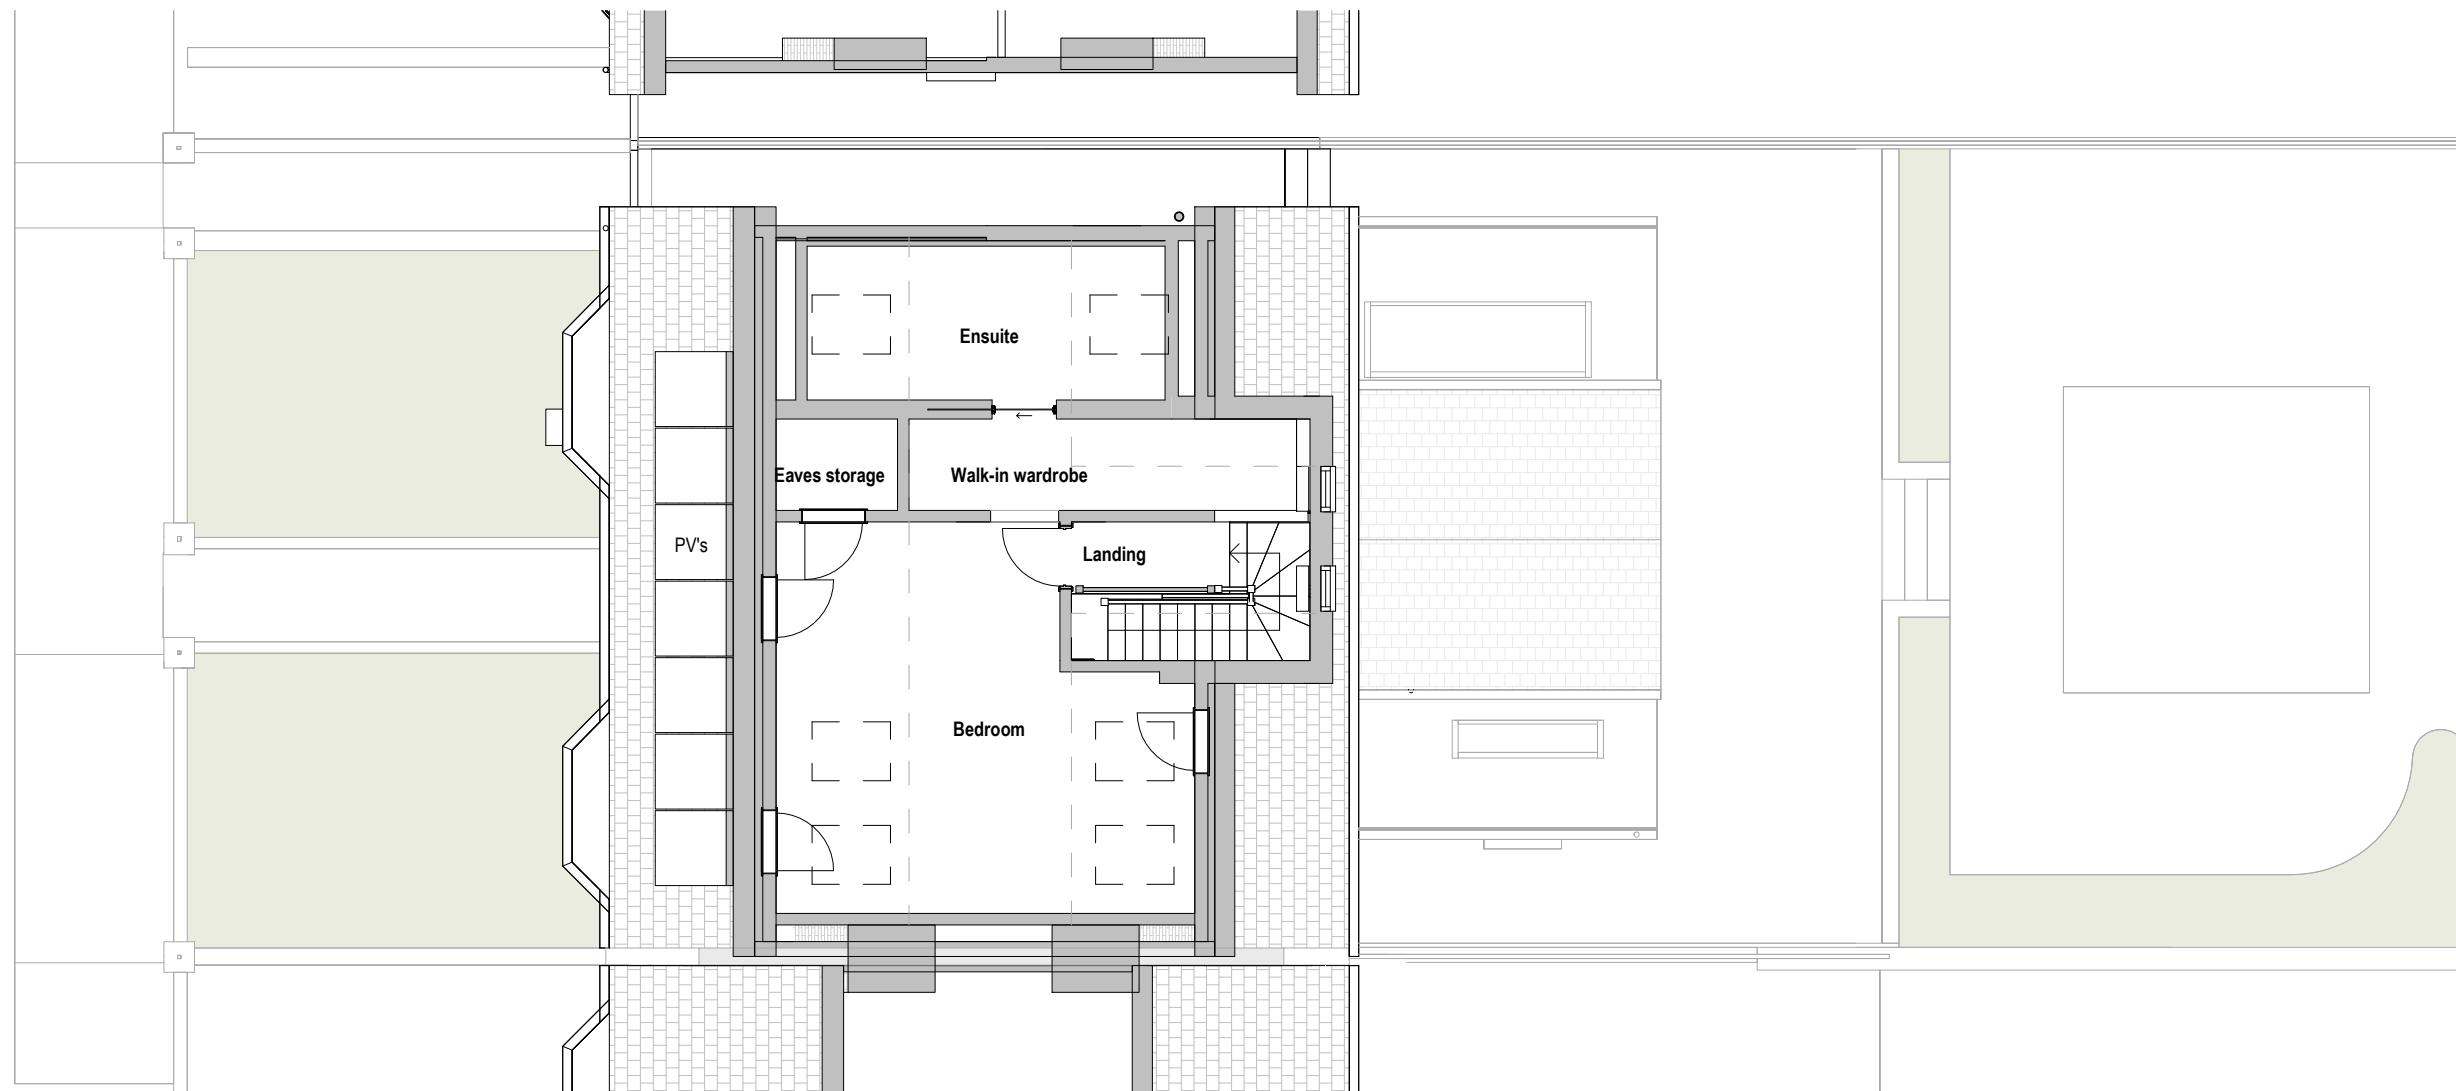 Ensuite
Eaves storage
Walk-in wardrobe
PV's
Landing
Bedroom